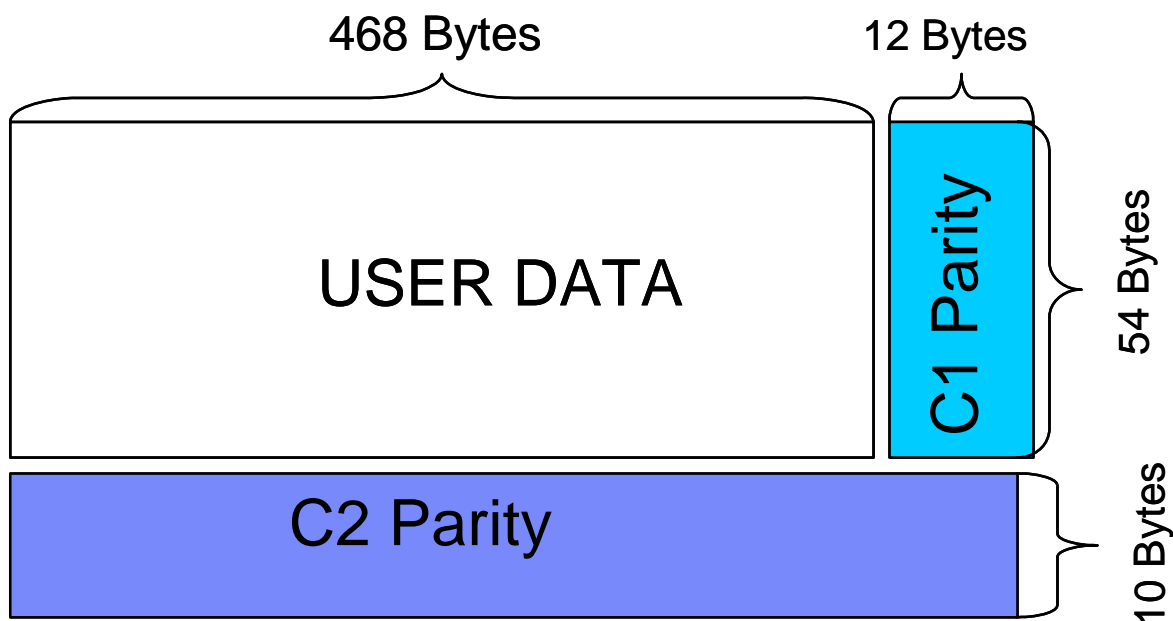 468 Bytes
12 Bytes
USER DATA
C1 Parity
54 Bytes
C2 Parity
10 Bytes